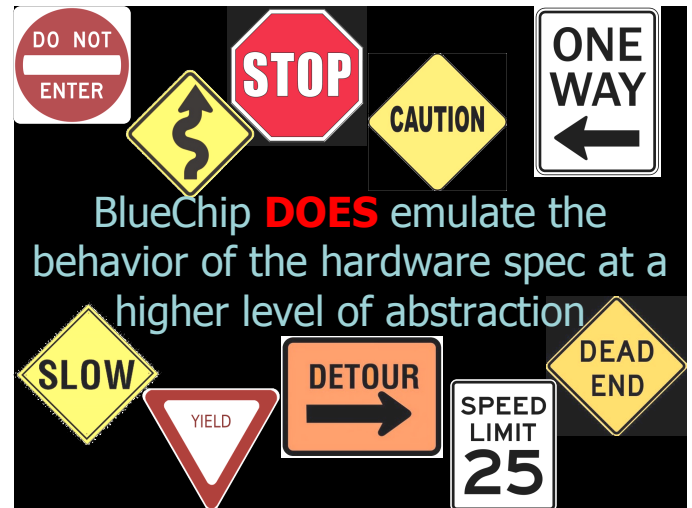 DO NOT
ENTER
STOP
CAUTION
ONE
WAY
BlueChip DOES emulate the
behavior of the hardware spec at a
higher level of abstraction
SLOW
YIELD
DETOUR
SPEED
LIMIT
25
DEAD
END